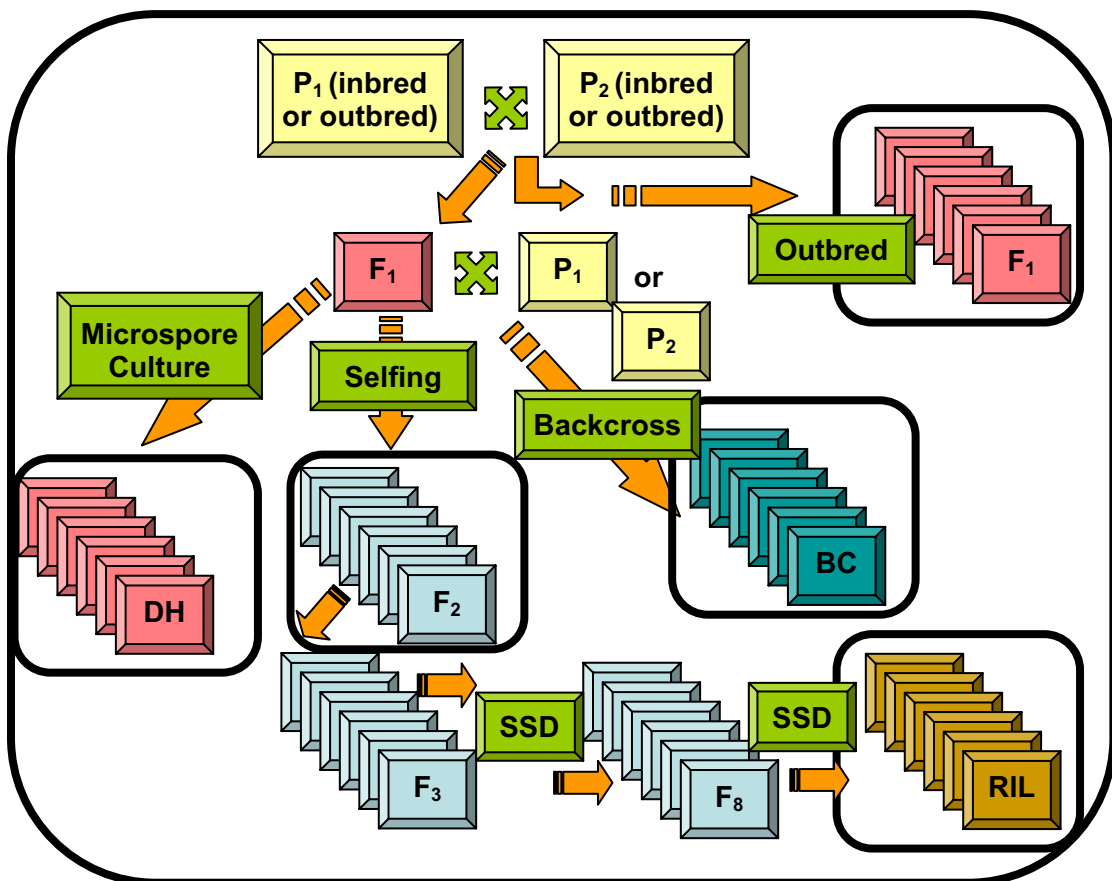 P₁ (inbred
or outbred)
P₂ (inbred
or outbred)
Outbred
F₁
F₁
P₁
or
P₂
Microspore
Culture
Selfing
Backcross
DH
F₂
BC
F₃
SSD
F₈
SSD
RIL